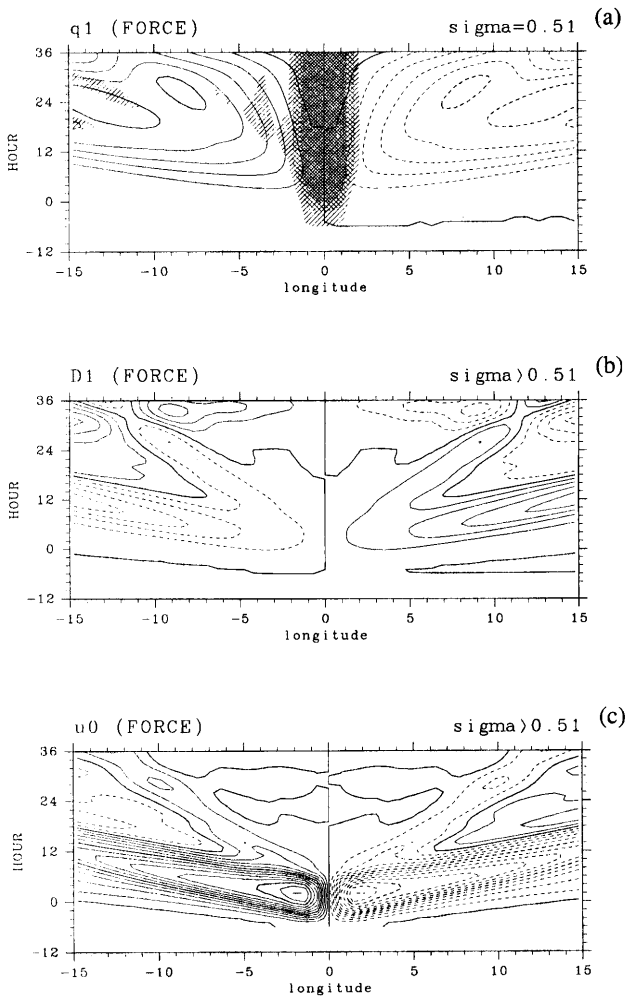 (a)
q1 (FORCE) sigma=0.51
36
24
12
0
-12
HOUR
-15 -10 -5 0 5 10 15
longitude
(b)
D1 (FORCE) sigma>0.51
36
24
12
0
-12
HOUR
-15 -10 -5 0 5 10 15
longitude
(c)
u0 (FORCE) sigma>0.51
36
24
12
0
-12
HOUR
-15 -10 -5 0 5 10 15
longitude